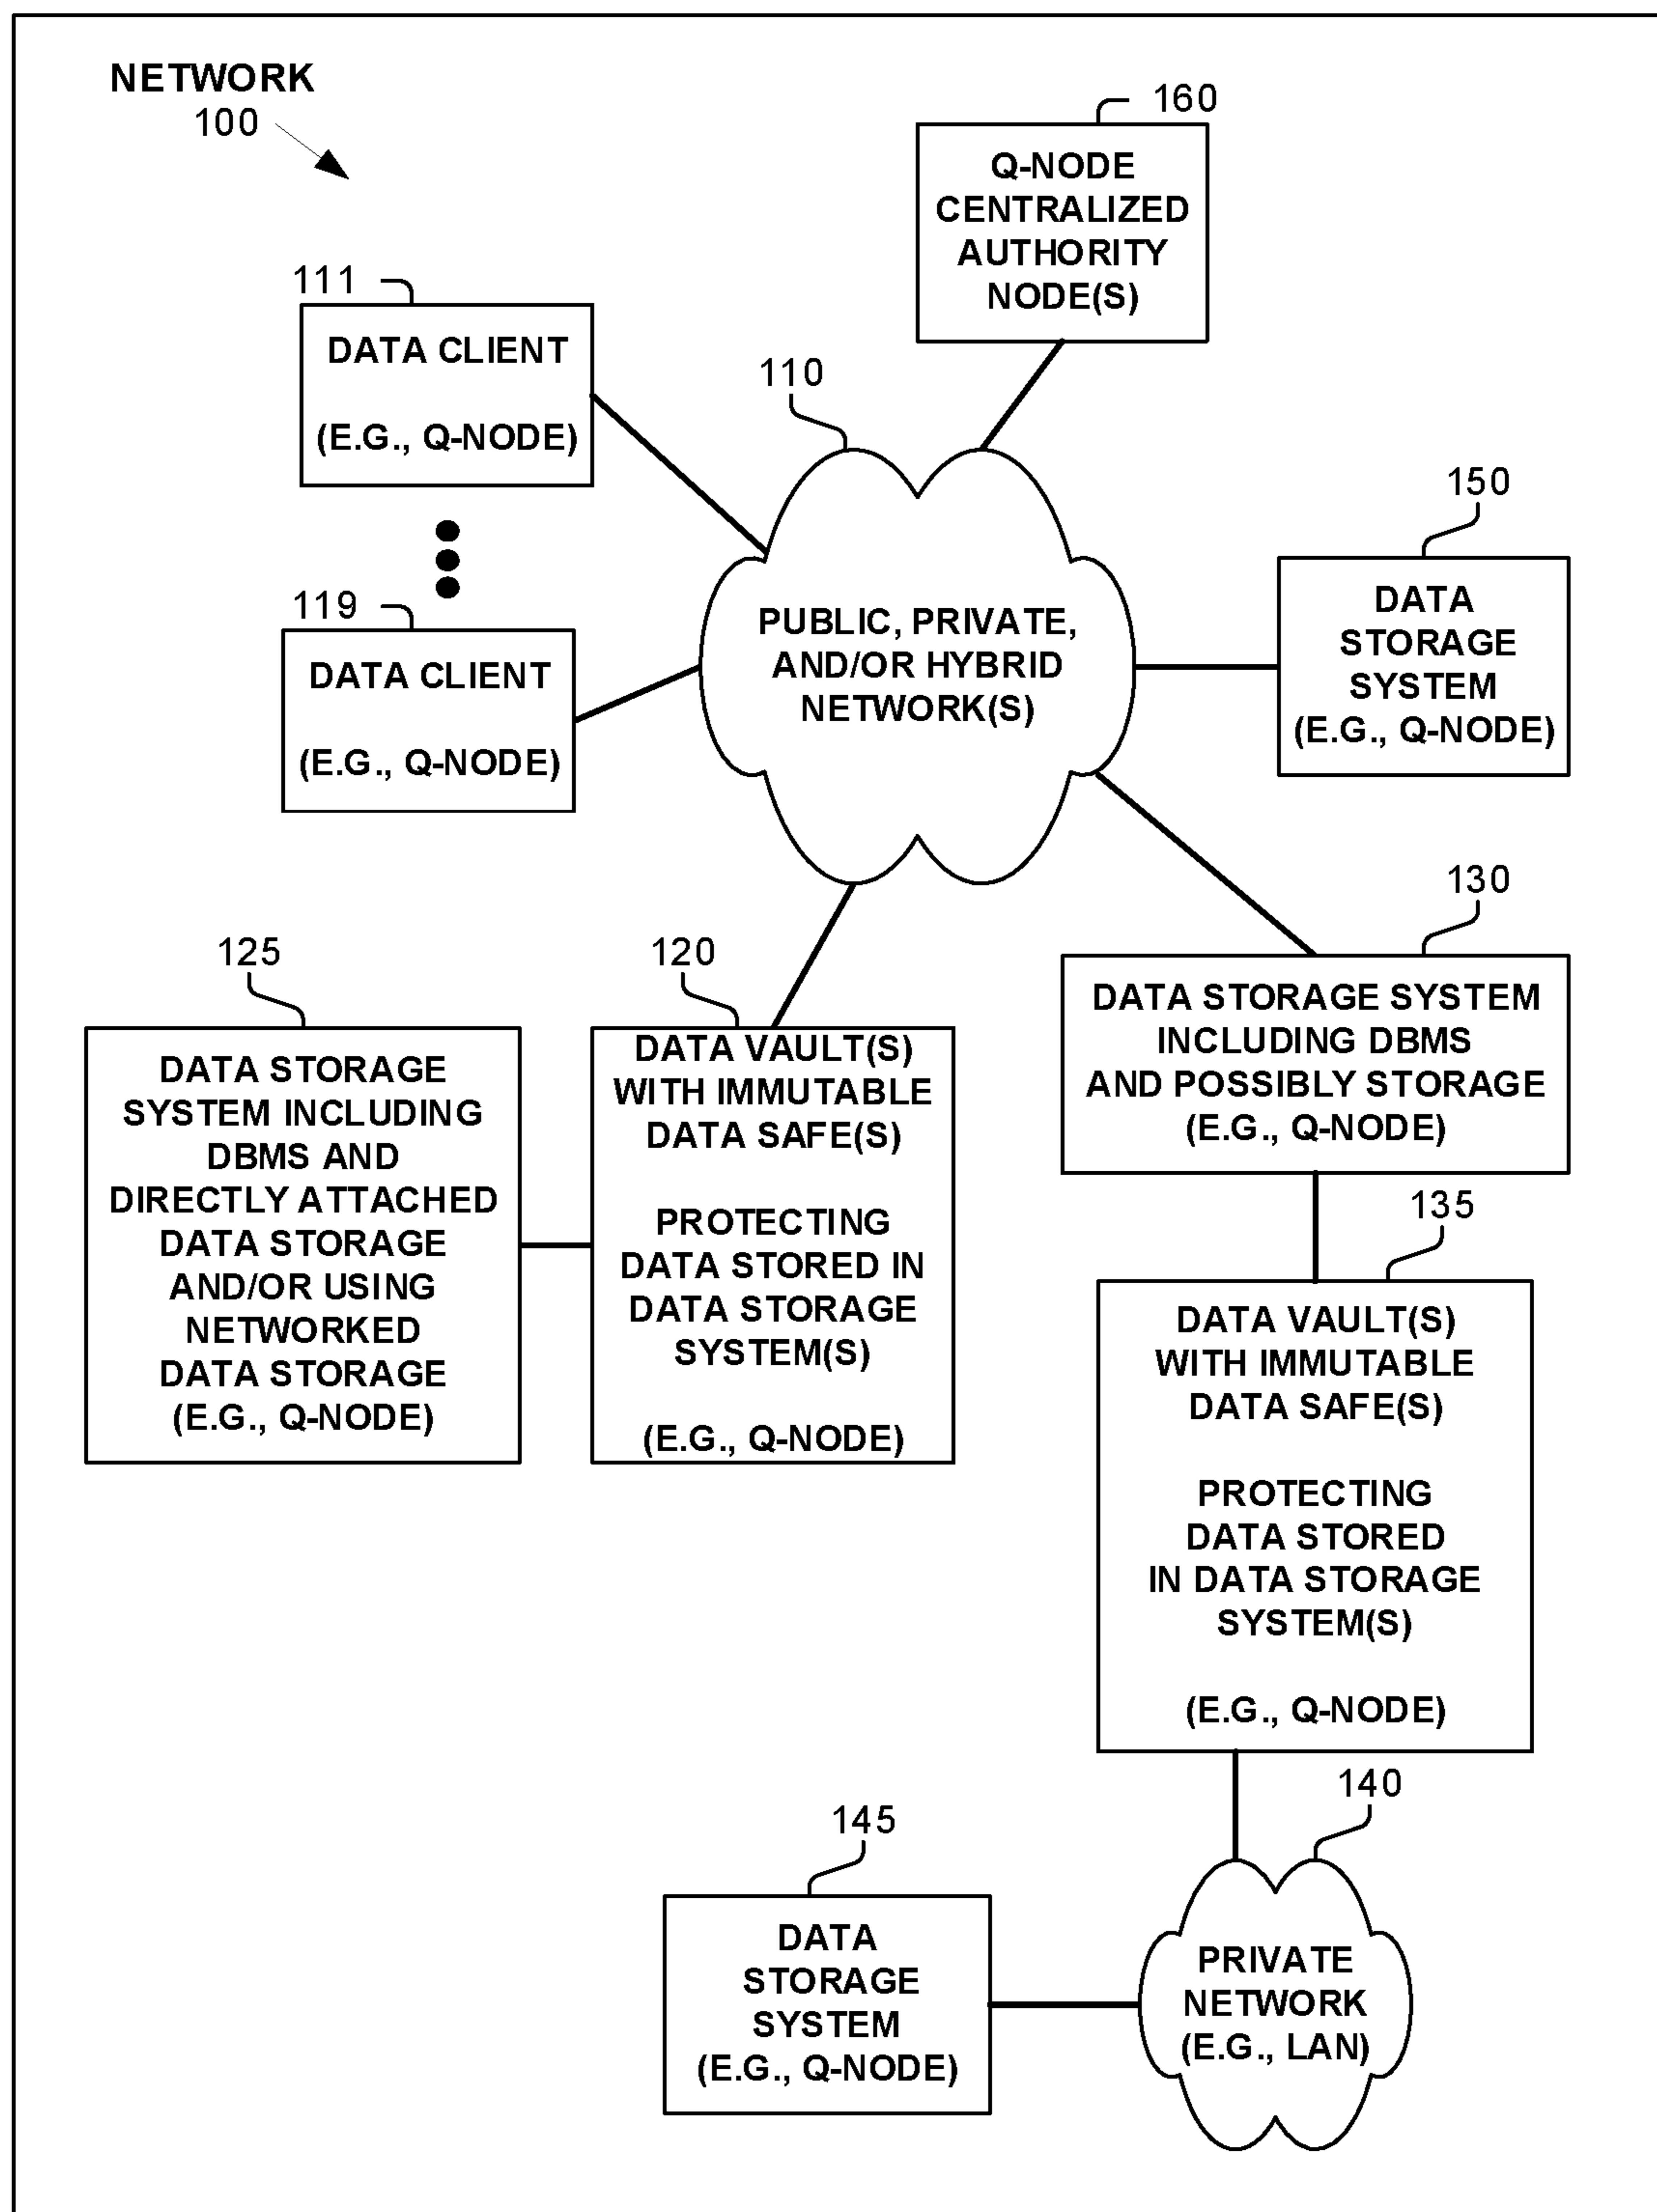 NETWORK
100
160
Q-NODE
CENTRALIZED
AUTHORITY
NODE(S)
111
DATA CLIENT
(E.G., Q-NODE)
110
119
DATA CLIENT
(E.G., Q-NODE)
PUBLIC, PRIVATE,
AND/OR HYBRID
NETWORK(S)
150
DATA
STORAGE
SYSTEM
(E.G., Q-NODE)
125
DATA STORAGE
SYSTEM INCLUDING
DBMS AND
DIRECTLY ATTACHED
DATA STORAGE
AND/OR USING
NETWORKED
DATA STORAGE
(E.G., Q-NODE)
120
DATA VAULT(S)
WITH IMMUTABLE
DATA SAFE(S)
PROTECTING
DATA STORED IN
DATA STORAGE
SYSTEM(S)
(E.G., Q-NODE)
130
DATA STORAGE SYSTEM
INCLUDING DBMS
AND POSSIBLY STORAGE
(E.G., Q-NODE)
135
DATA VAULT(S)
WITH IMMUTABLE
DATA SAFE(S)
PROTECTING
DATA STORED
IN DATA STORAGE
SYSTEM(S)
(E.G., Q-NODE)
145
DATA
STORAGE
SYSTEM
(E.G., Q-NODE)
140
PRIVATE
NETWORK
(E.G., LAN)